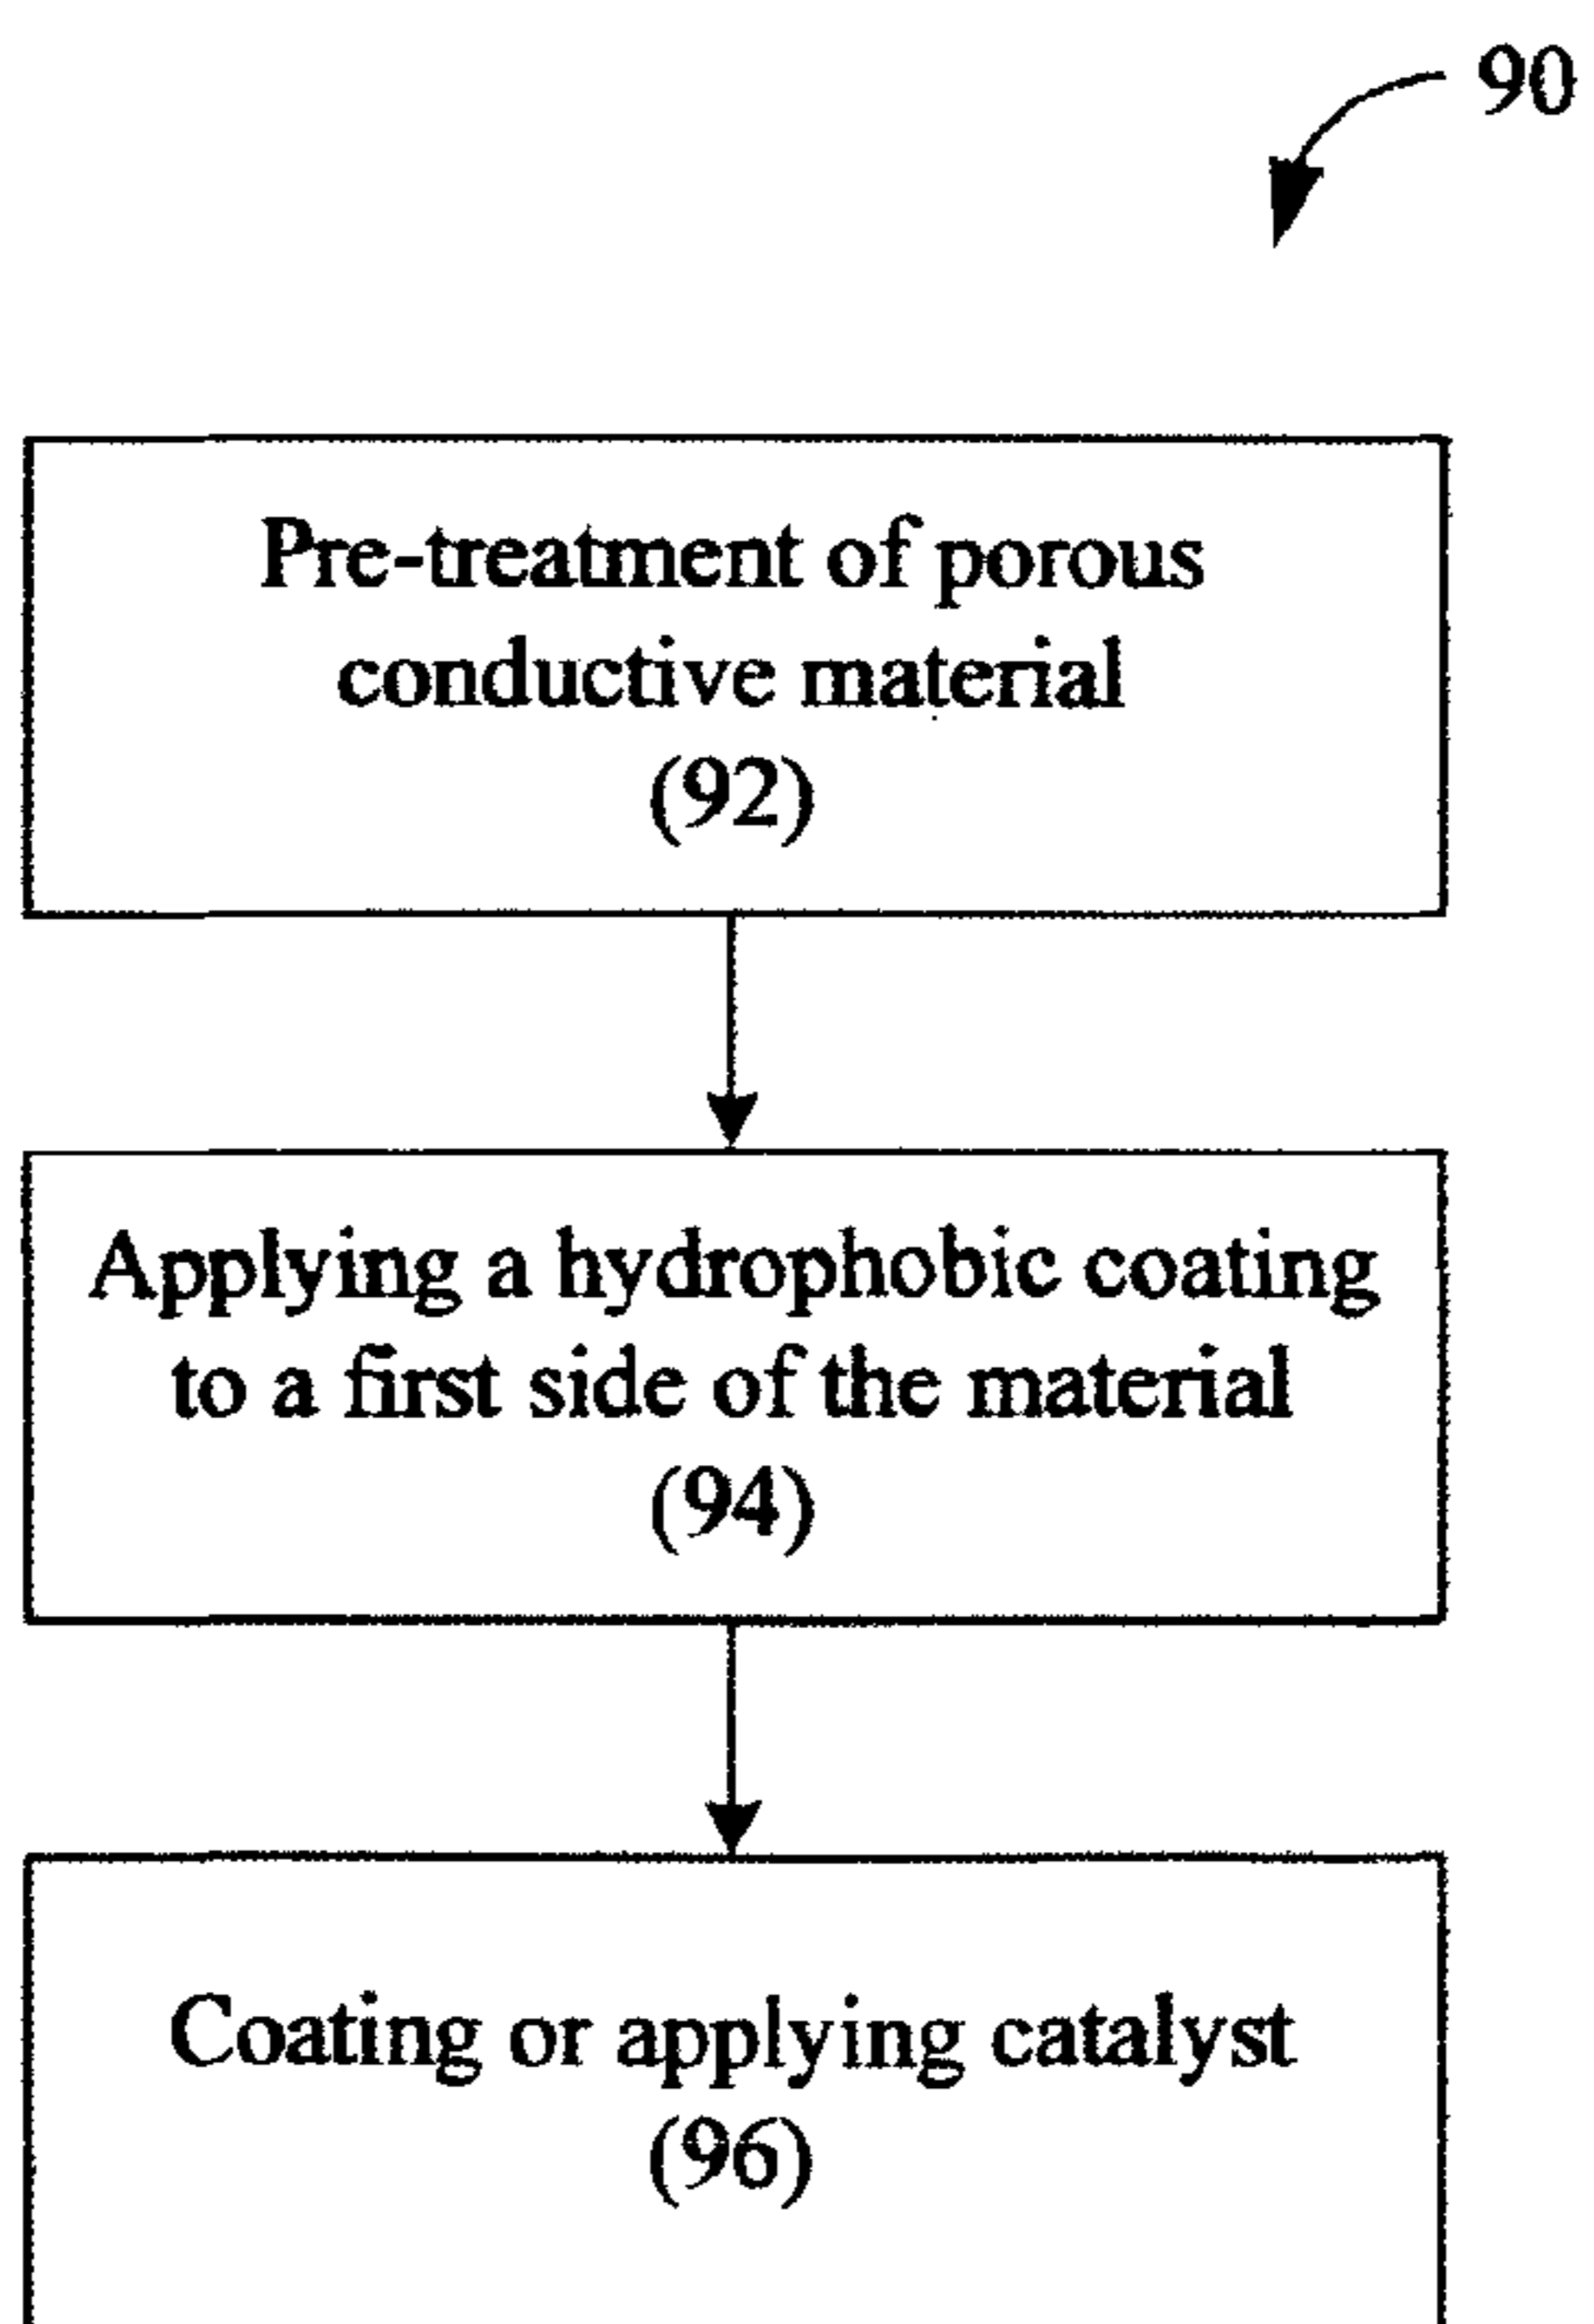 90
Pre-treatment of porous
conductive material
(92)
Applying a hydrophobic coating
to a first side of the material
(94)
Coating or applying catalyst
(96)